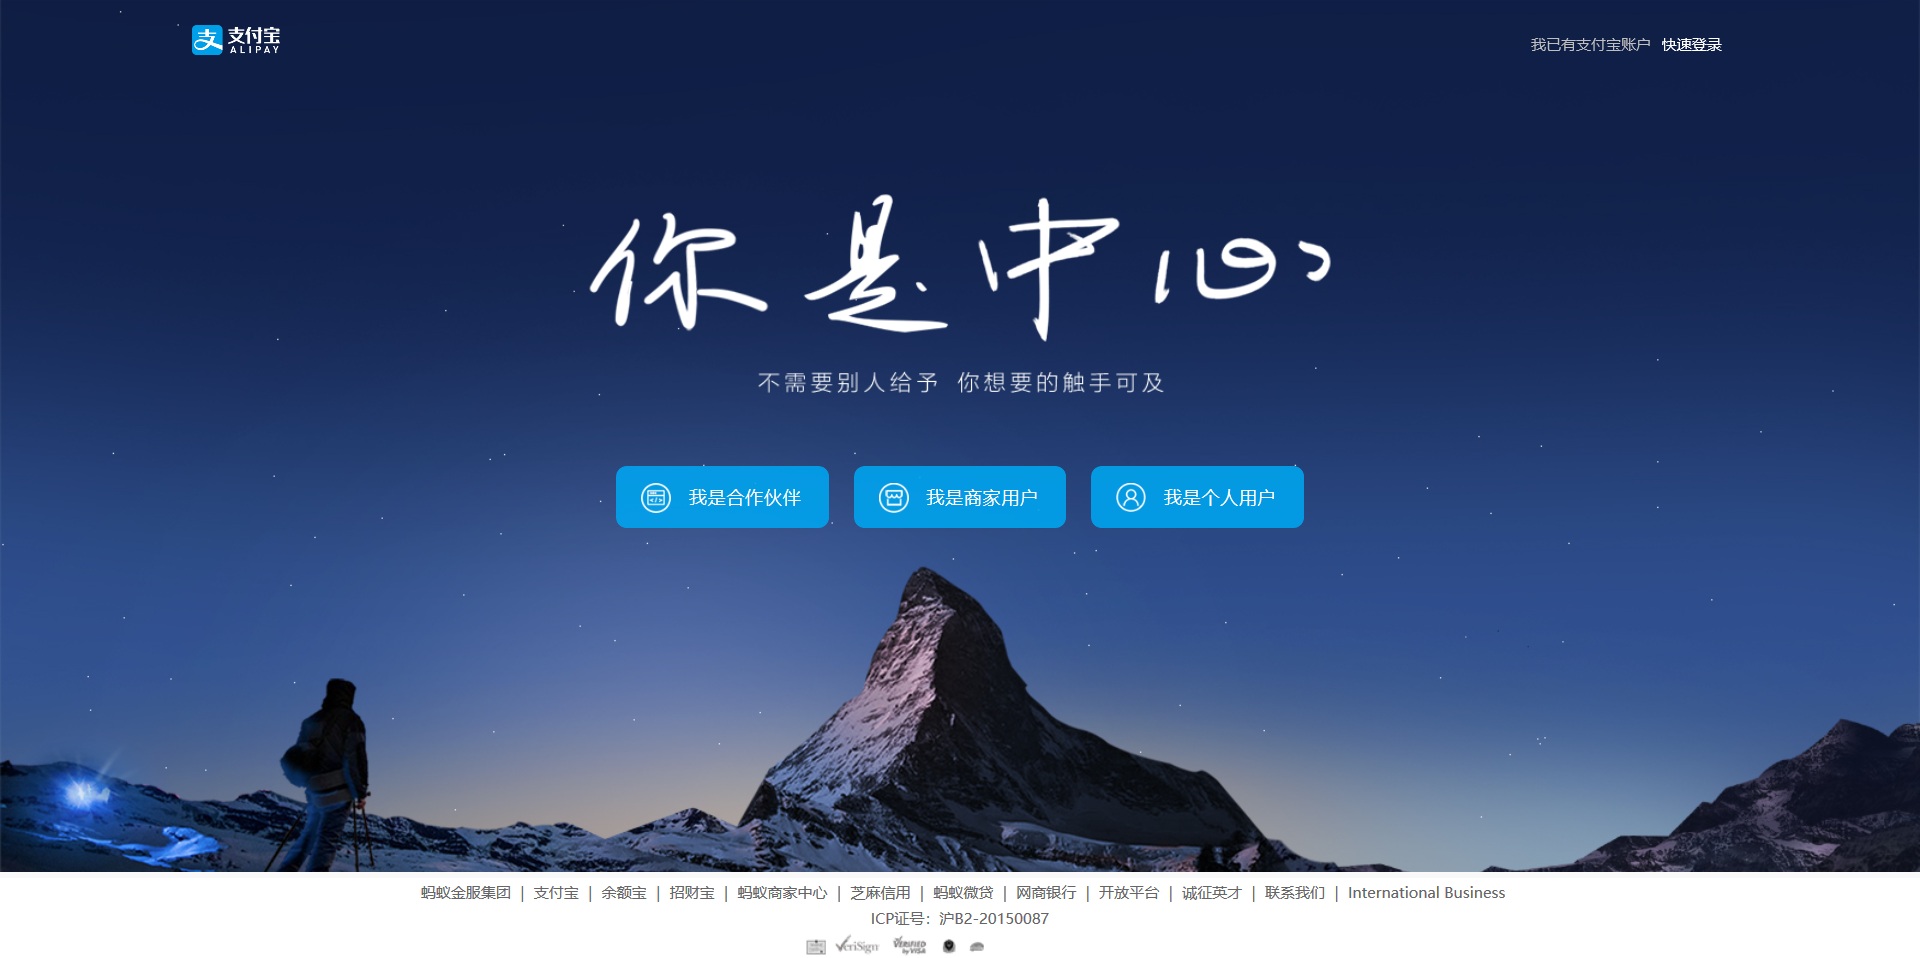 支付宝
ALIPAY
我已有支付宝账户 快速登录
你是中心
不需要别人给予 你想要的触手可及
我是合作伙伴
我是商家用户
我是个人用户
蚂蚁金服集团 | 支付宝 | 余额宝 | 招财宝 | 蚂蚁商家中心 | 芝麻信用 | 蚂蚁微贷 | 网商银行 | 开放平台 | 诚征英才 | 联系我们 | International Business
ICP证号：沪B2-20150087
VeriSign
VERIFIED
by VISA